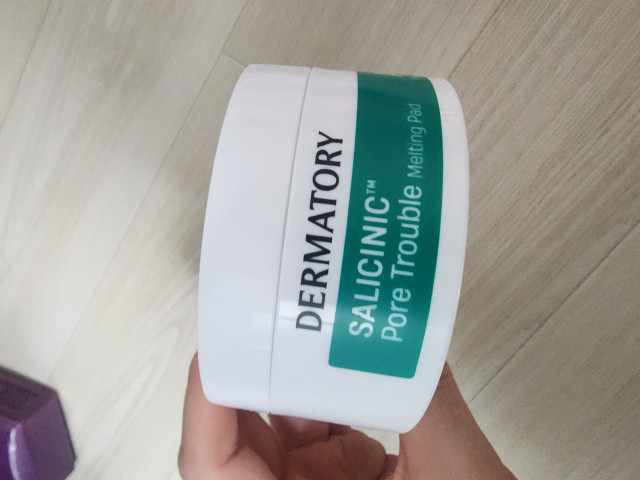 DERMATORY
SALICINIC™
Pore Trouble Melting Pad